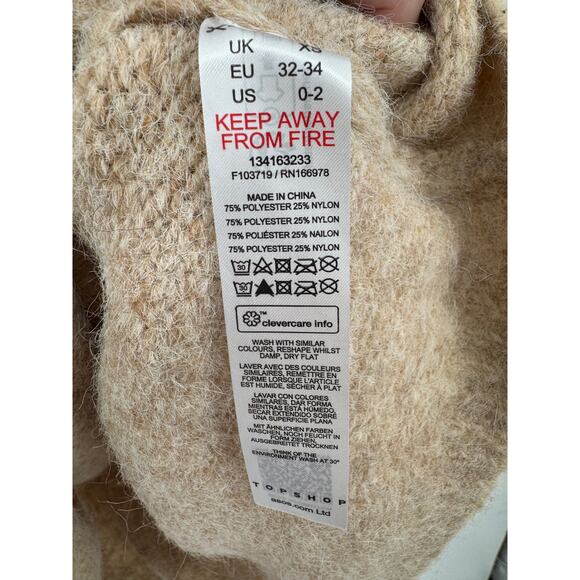 UK XS
EU 32-34
US 0-2
KEEP AWAY
FROM FIRE
134163233
F103719 / RN166978
MADE IN CHINA
75% POLYESTER 25% NYLON
75% POLYESTER 25% NYLON
75% POLIÉSTER 25% NAILON
75% POLYESTER 25% NYLON
30
30
™
clevercare info
WASH WITH SIMILAR
COLOURS, RESHAPE WHILST
DAMP, DRY FLAT
LAVER AVEC DES COULEURS
SIMILAIRES, REMETTRE EN
FORME LORSQUE L'ARTICLE
EST HUMIDE, SÉCHER À PLAT
LAVAR CON COLORES
SIMILARES, DAR FORMA
MIENTRAS ESTÁ HÚMEDO,
SECAR EXTENDIDO SOBRE
UNA SUPERFICIE PLANA
MIT ÄHNLICHEN FARBEN
WASCHEN, NOCH FEUCHT IN
FORM ZIEHEN,
AUSGEBREITET TROCKNEN
THINK OF THE
ENVIRONMENT WASH AT 30°
TOPSHOP
asos.com Ltd